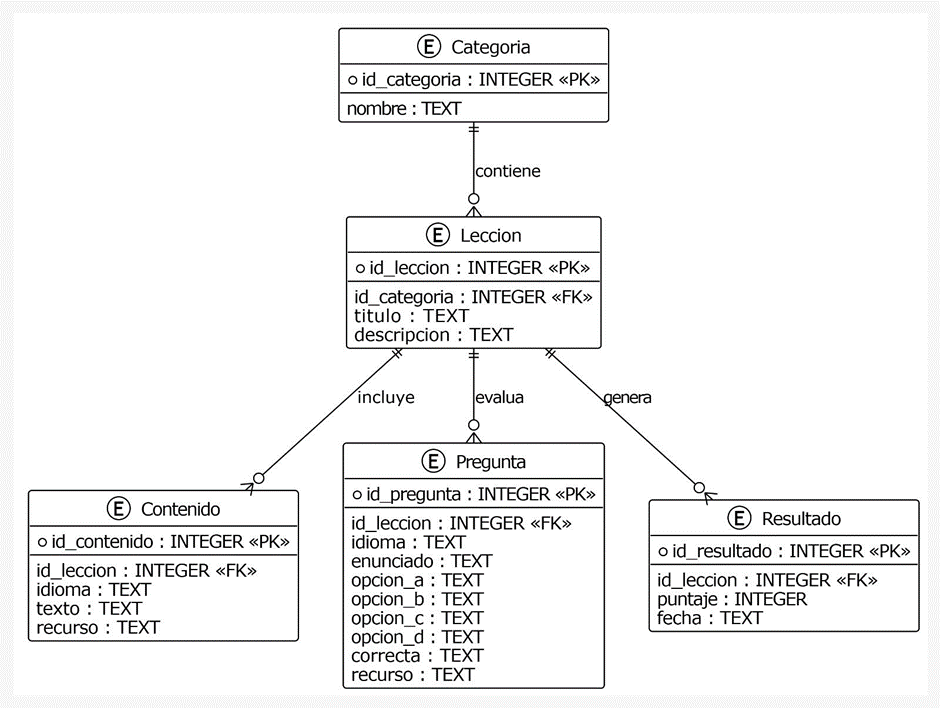 E Categoria
id_categoria : INTEGER «PK»
nombre : TEXT
contiene
E Leccion
id_leccion : INTEGER «PK»
id_categoria : INTEGER «FK»
titulo : TEXT
descripcion : TEXT
incluye
evalua
genera
E Contenido
id_contenido : INTEGER «PK»
id_leccion : INTEGER «FK»
idioma : TEXT
texto : TEXT
recurso : TEXT
E Pregunta
id_pregunta : INTEGER «PK»
id_leccion : INTEGER «FK»
idioma : TEXT
enunciado : TEXT
opcion_a : TEXT
opcion_b : TEXT
opcion_c : TEXT
opcion_d : TEXT
correcta : TEXT
recurso : TEXT
E Resultado
id_resultado : INTEGER «PK»
id_leccion : INTEGER «FK»
puntaje : INTEGER
fecha : TEXT